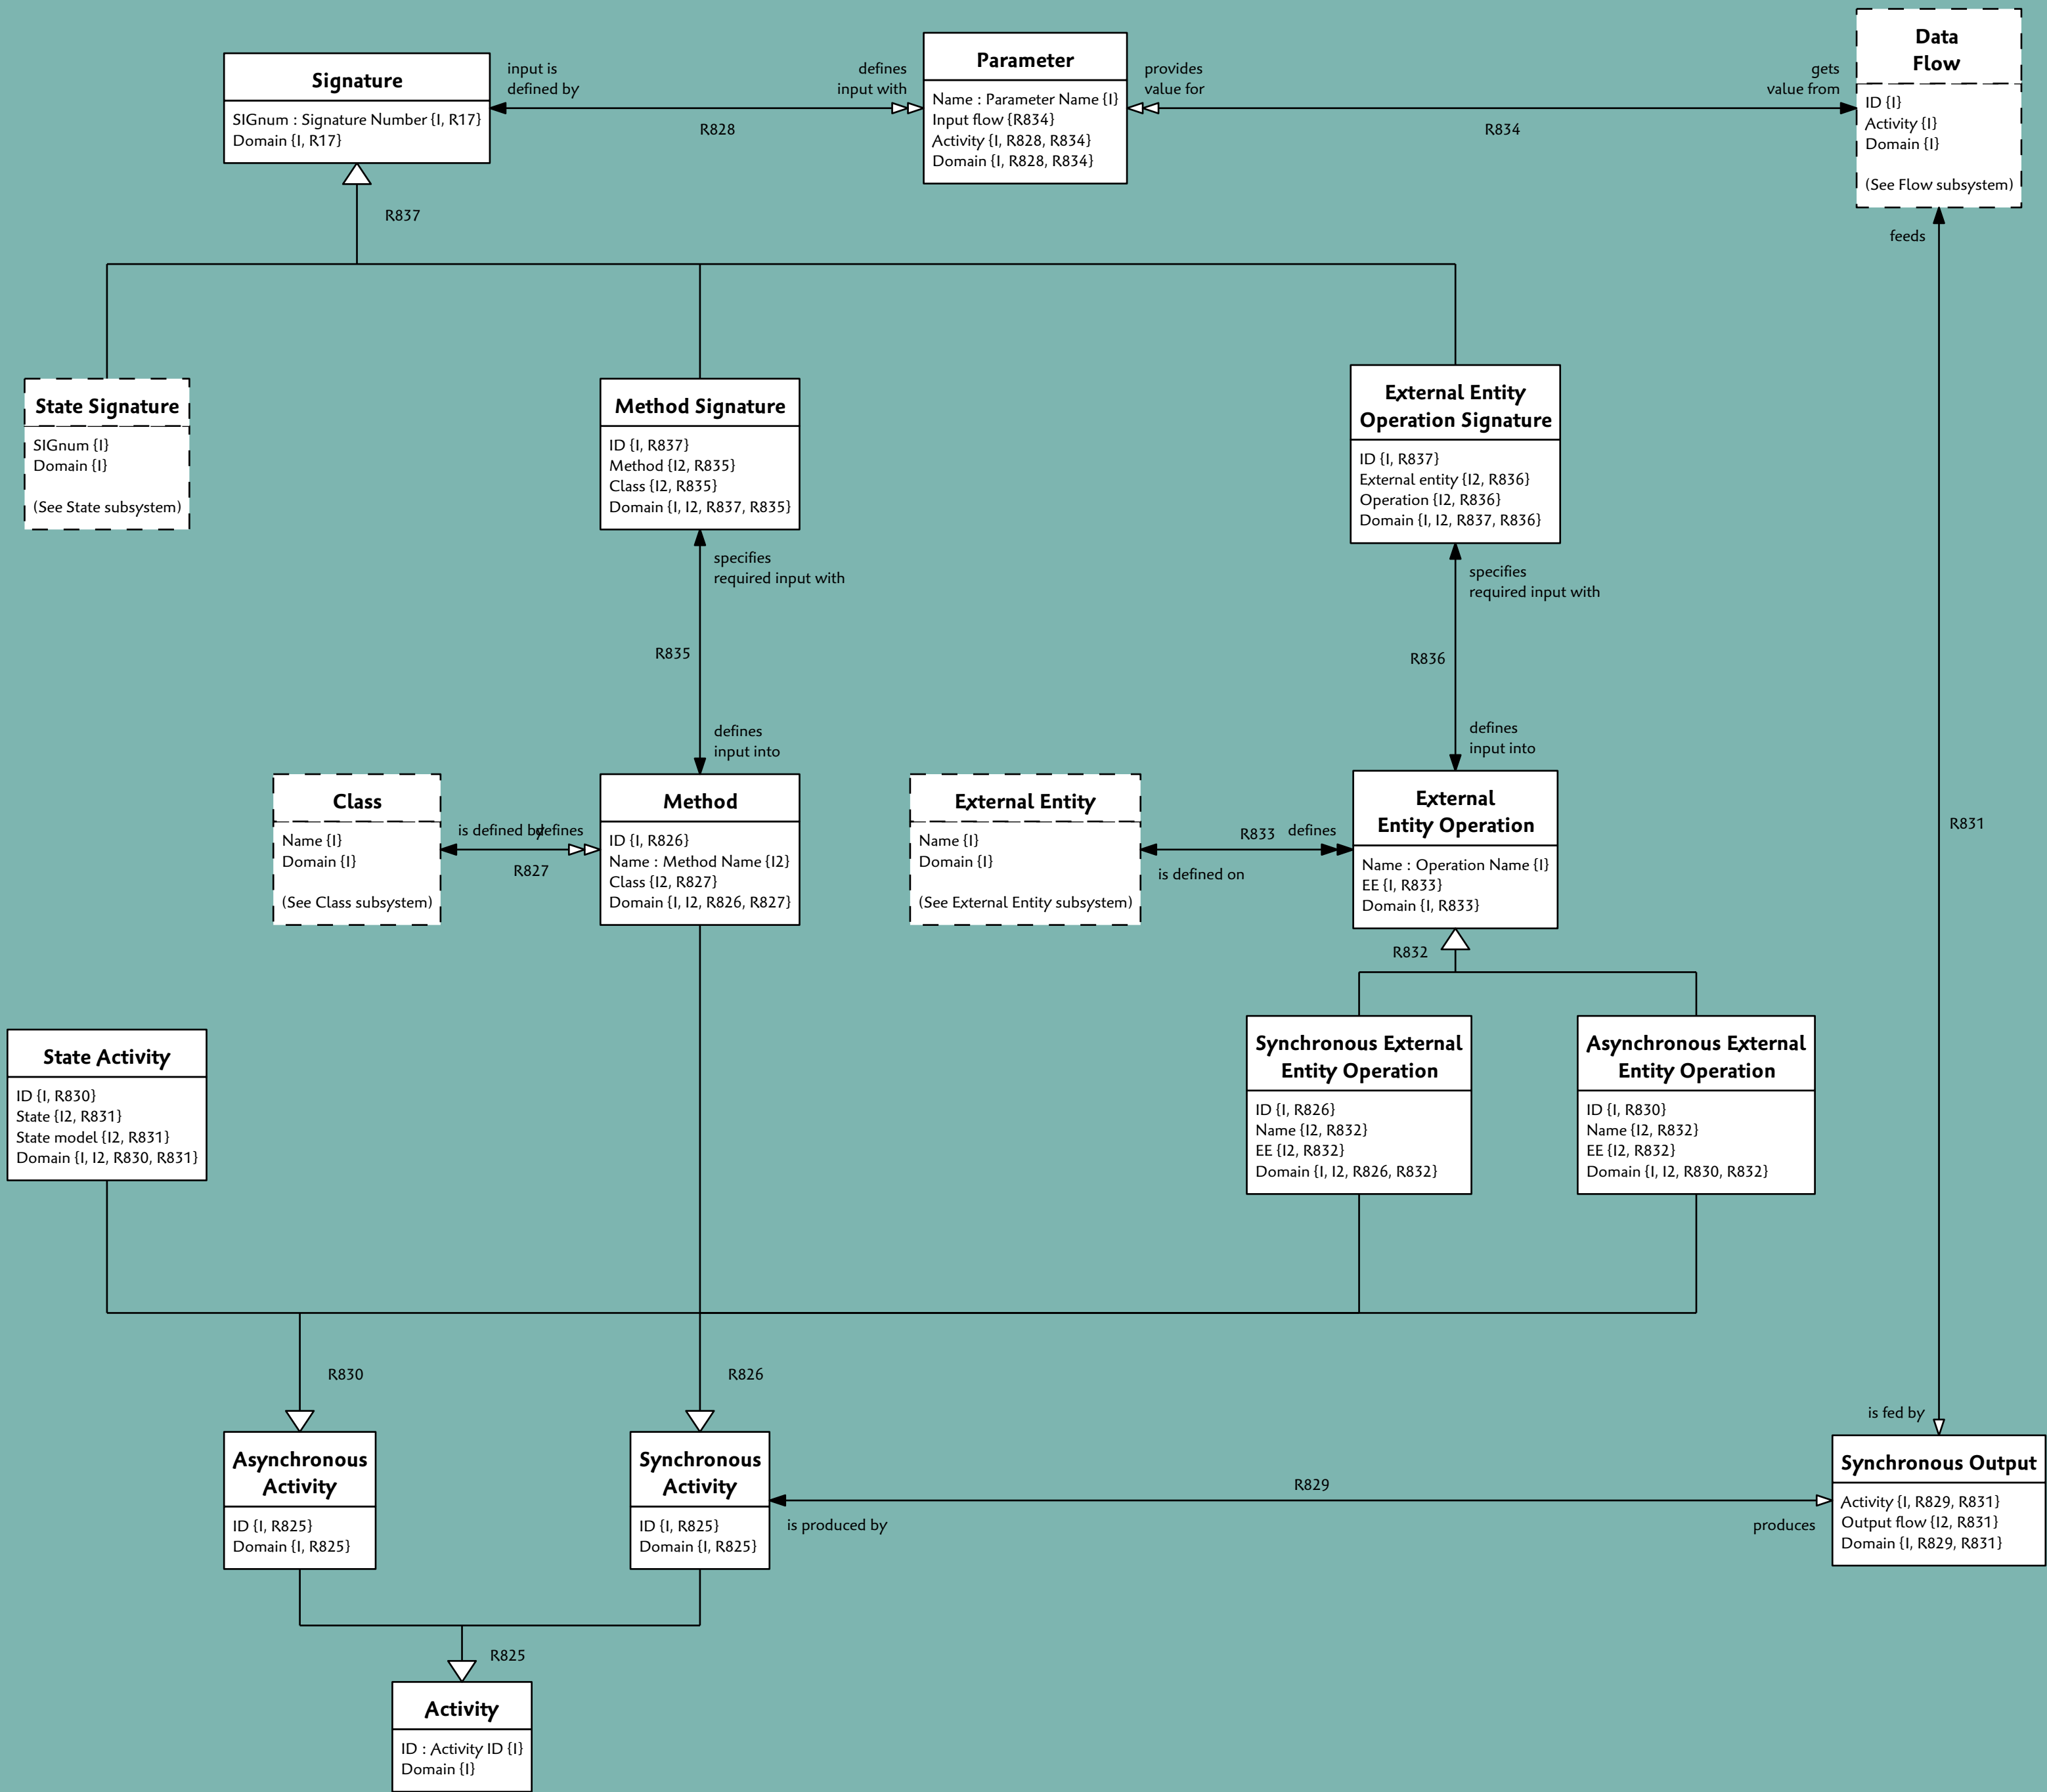 Signature
SIGnum : Signature Number {I, R17}
Domain {I, R17}
input is
defined by
R828
defines
input with
Parameter
Name : Parameter Name {I}
Input flow {R834}
Activity {I, R828, R834}
Domain {I, R828, R834}
provides
value for
R834
gets
value from
Data
Flow
ID {I}
Activity {I}
Domain {I}
(See Flow subsystem)
R837
feeds
State Signature
SIGnum {I}
Domain {I}
(See State subsystem)
Method Signature
ID {I, R837}
Method {I2, R835}
Class {I2, R835}
Domain {I, I2, R837, R835}
External Entity
Operation Signature
ID {I, R837}
External entity {I2, R836}
Operation {I2, R836}
Domain {I, I2, R837, R836}
specifies
required input with
R835
defines
input into
specifies
required input with
R836
defines
input into
Class
Name {I}
Domain {I}
(See Class subsystem)
is defined by
defines
R827
Method
ID {I, R826}
Name : Method Name {I2}
Class {I2, R827}
Domain {I, I2, R826, R827}
External Entity
Name {I}
Domain {I}
(See External Entity subsystem)
R833
defines
is defined on
External
Entity Operation
Name : Operation Name {I}
EE {I, R833}
Domain {I, R833}
R831
R832
State Activity
ID {I, R830}
State {I2, R831}
State model {I2, R831}
Domain {I, I2, R830, R831}
Synchronous External
Entity Operation
ID {I, R826}
Name {I2, R832}
EE {I2, R832}
Domain {I, I2, R826, R832}
Asynchronous External
Entity Operation
ID {I, R830}
Name {I2, R832}
EE {I2, R832}
Domain {I, I2, R830, R832}
R830
R826
is fed by
Asynchronous
Activity
ID {I, R825}
Domain {I, R825}
Synchronous
Activity
ID {I, R825}
Domain {I, R825}
is produced by
R829
produces
Synchronous Output
Activity {I, R829, R831}
Output flow {I2, R831}
Domain {I, R829, R831}
R825
Activity
ID : Activity ID {I}
Domain {I}